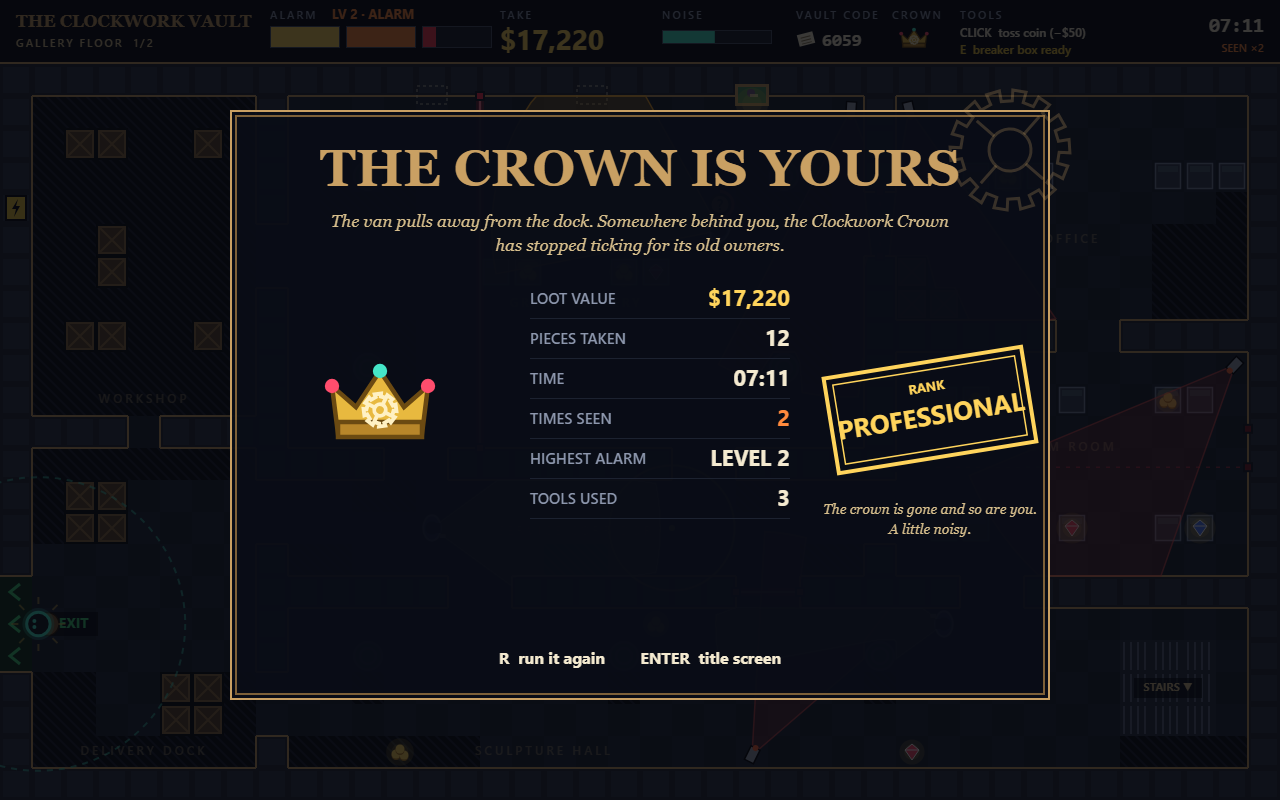 THE CLOCKWORK VAULT
GALLERY FLOOR 1/2
ALARM LV 2 · ALARM
TAKE
$17,220
NOISE
VAULT CODE
6059
CROWN
TOOLS
CLICK toss coin (−$50)
E breaker box ready
07:11
SEEN ×2
THE CROWN IS YOURS
The van pulls away from the dock. Somewhere behind you, the Clockwork Crown
has stopped ticking for its old owners.
LOOT VALUE $17,220
PIECES TAKEN 12
TIME 07:11
TIMES SEEN 2
HIGHEST ALARM LEVEL 2
TOOLS USED 3
RANK
PROFESSIONAL
The crown is gone and so are you.
A little noisy.
R run it again ENTER title screen
WORKSHOP
OFFICE
ROOM
EXIT
STAIRS ▼
DELIVERY DOCK
SCULPTURE HALL